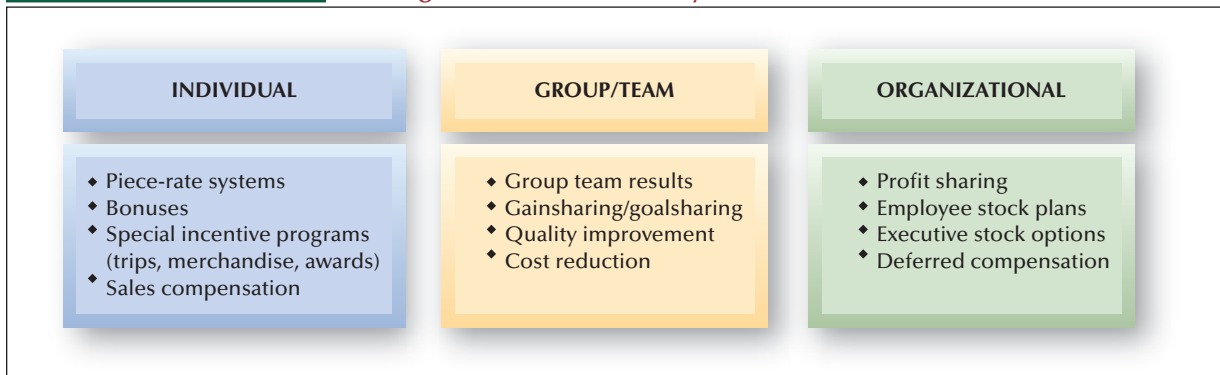 INDIVIDUAL
◆ Piece-rate systems
◆ Bonuses
◆ Special incentive programs
(trips, merchandise, awards)
◆ Sales compensation
GROUP/TEAM
◆ Group team results
◆ Gainsharing/goalsharing
◆ Quality improvement
◆ Cost reduction
ORGANIZATIONAL
◆ Profit sharing
◆ Employee stock plans
◆ Executive stock options
◆ Deferred compensation